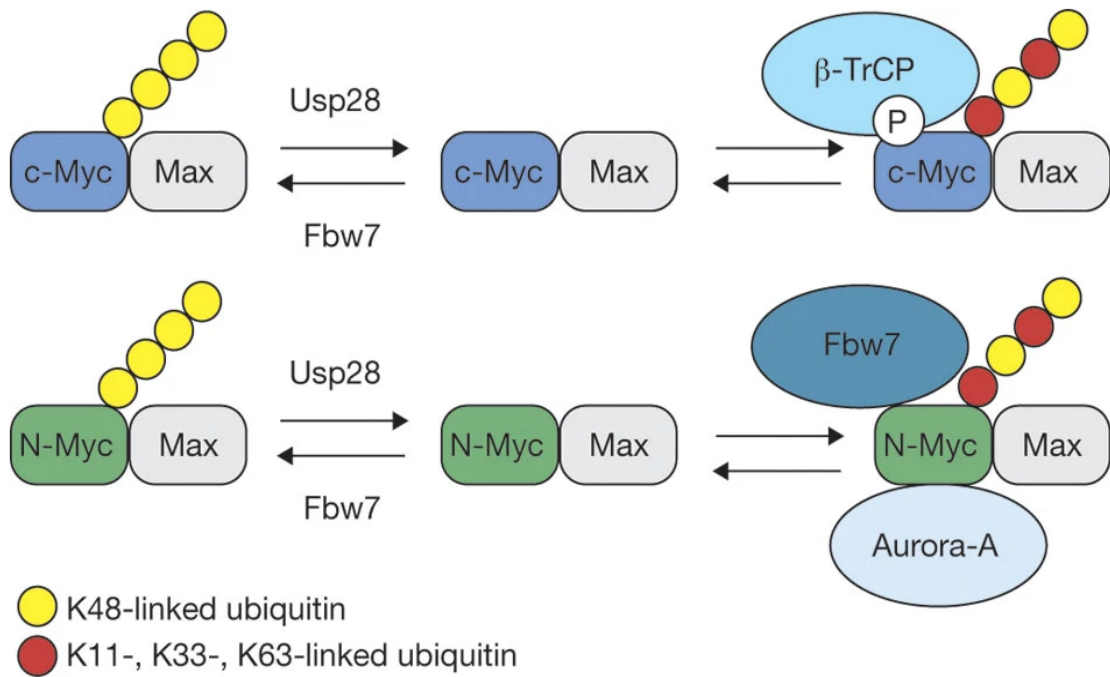 Usp28
β-TrCP
P
c-Myc Max
c-Myc Max
c-Myc Max
Fbw7
Usp28
Fbw7
N-Myc Max
N-Myc Max
N-Myc Max
Fbw7
Aurora-A
K48-linked ubiquitin
K11-, K33-, K63-linked ubiquitin